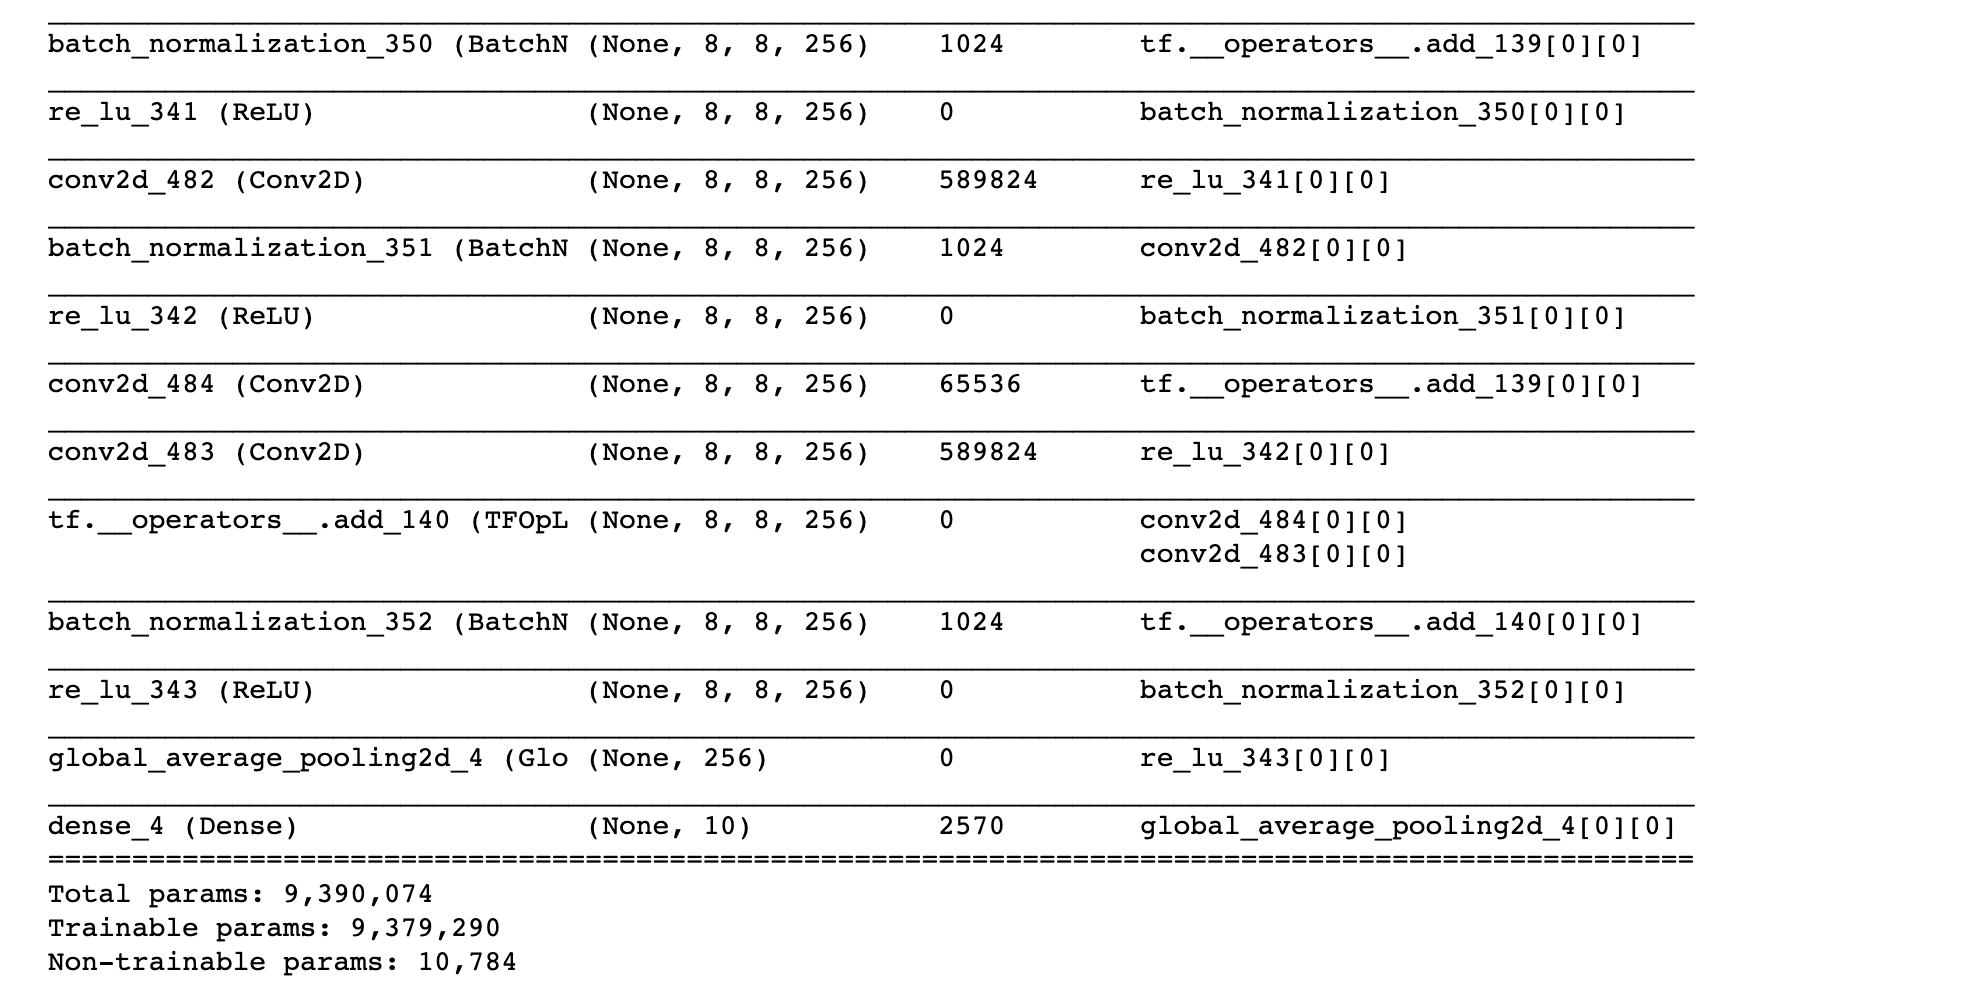 batch_normalization_350 (BatchN (None, 8, 8, 256) 1024 tf.__operators__.add_139[0][0]
re_lu_341 (ReLU) (None, 8, 8, 256) 0 batch_normalization_350[0][0]
conv2d_482 (Conv2D) (None, 8, 8, 256) 589824 re_lu_341[0][0]
batch_normalization_351 (BatchN (None, 8, 8, 256) 1024 conv2d_482[0][0]
re_lu_342 (ReLU) (None, 8, 8, 256) 0 batch_normalization_351[0][0]
conv2d_484 (Conv2D) (None, 8, 8, 256) 65536 tf.__operators__.add_139[0][0]
conv2d_483 (Conv2D) (None, 8, 8, 256) 589824 re_lu_342[0][0]
tf.__operators__.add_140 (TFOpL (None, 8, 8, 256) 0 conv2d_484[0][0]
conv2d_483[0][0]
batch_normalization_352 (BatchN (None, 8, 8, 256) 1024 tf.__operators__.add_140[0][0]
re_lu_343 (ReLU) (None, 8, 8, 256) 0 batch_normalization_352[0][0]
global_average_pooling2d_4 (Glo (None, 256) 0 re_lu_343[0][0]
dense_4 (Dense) (None, 10) 2570 global_average_pooling2d_4[0][0]
Total params: 9,390,074
Trainable params: 9,379,290
Non-trainable params: 10,784